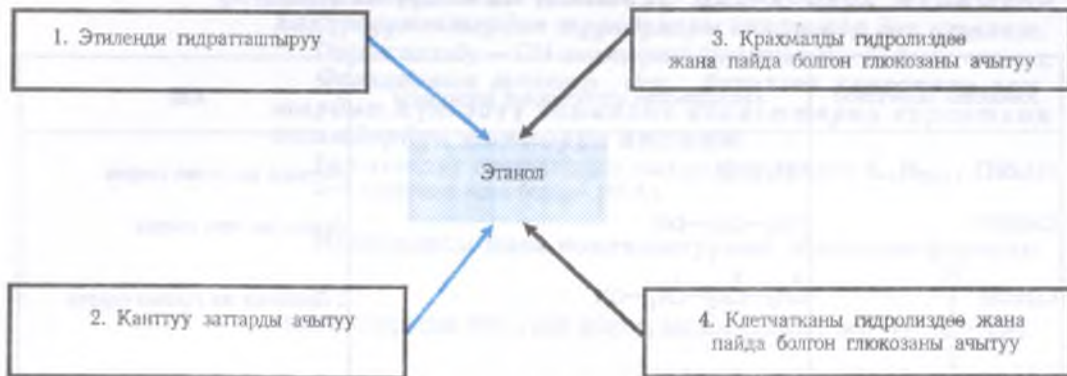 1. Этиленди гидратташтыруу
3. Крахмалды гидролиздөө
жана пайда болгон глюкозаны ачытуу
Этанол
2. Канттуу заттарды ачытуу
4. Клетчатканы гидролиздөө жана
пайда болгон глюкозаны ачытуу